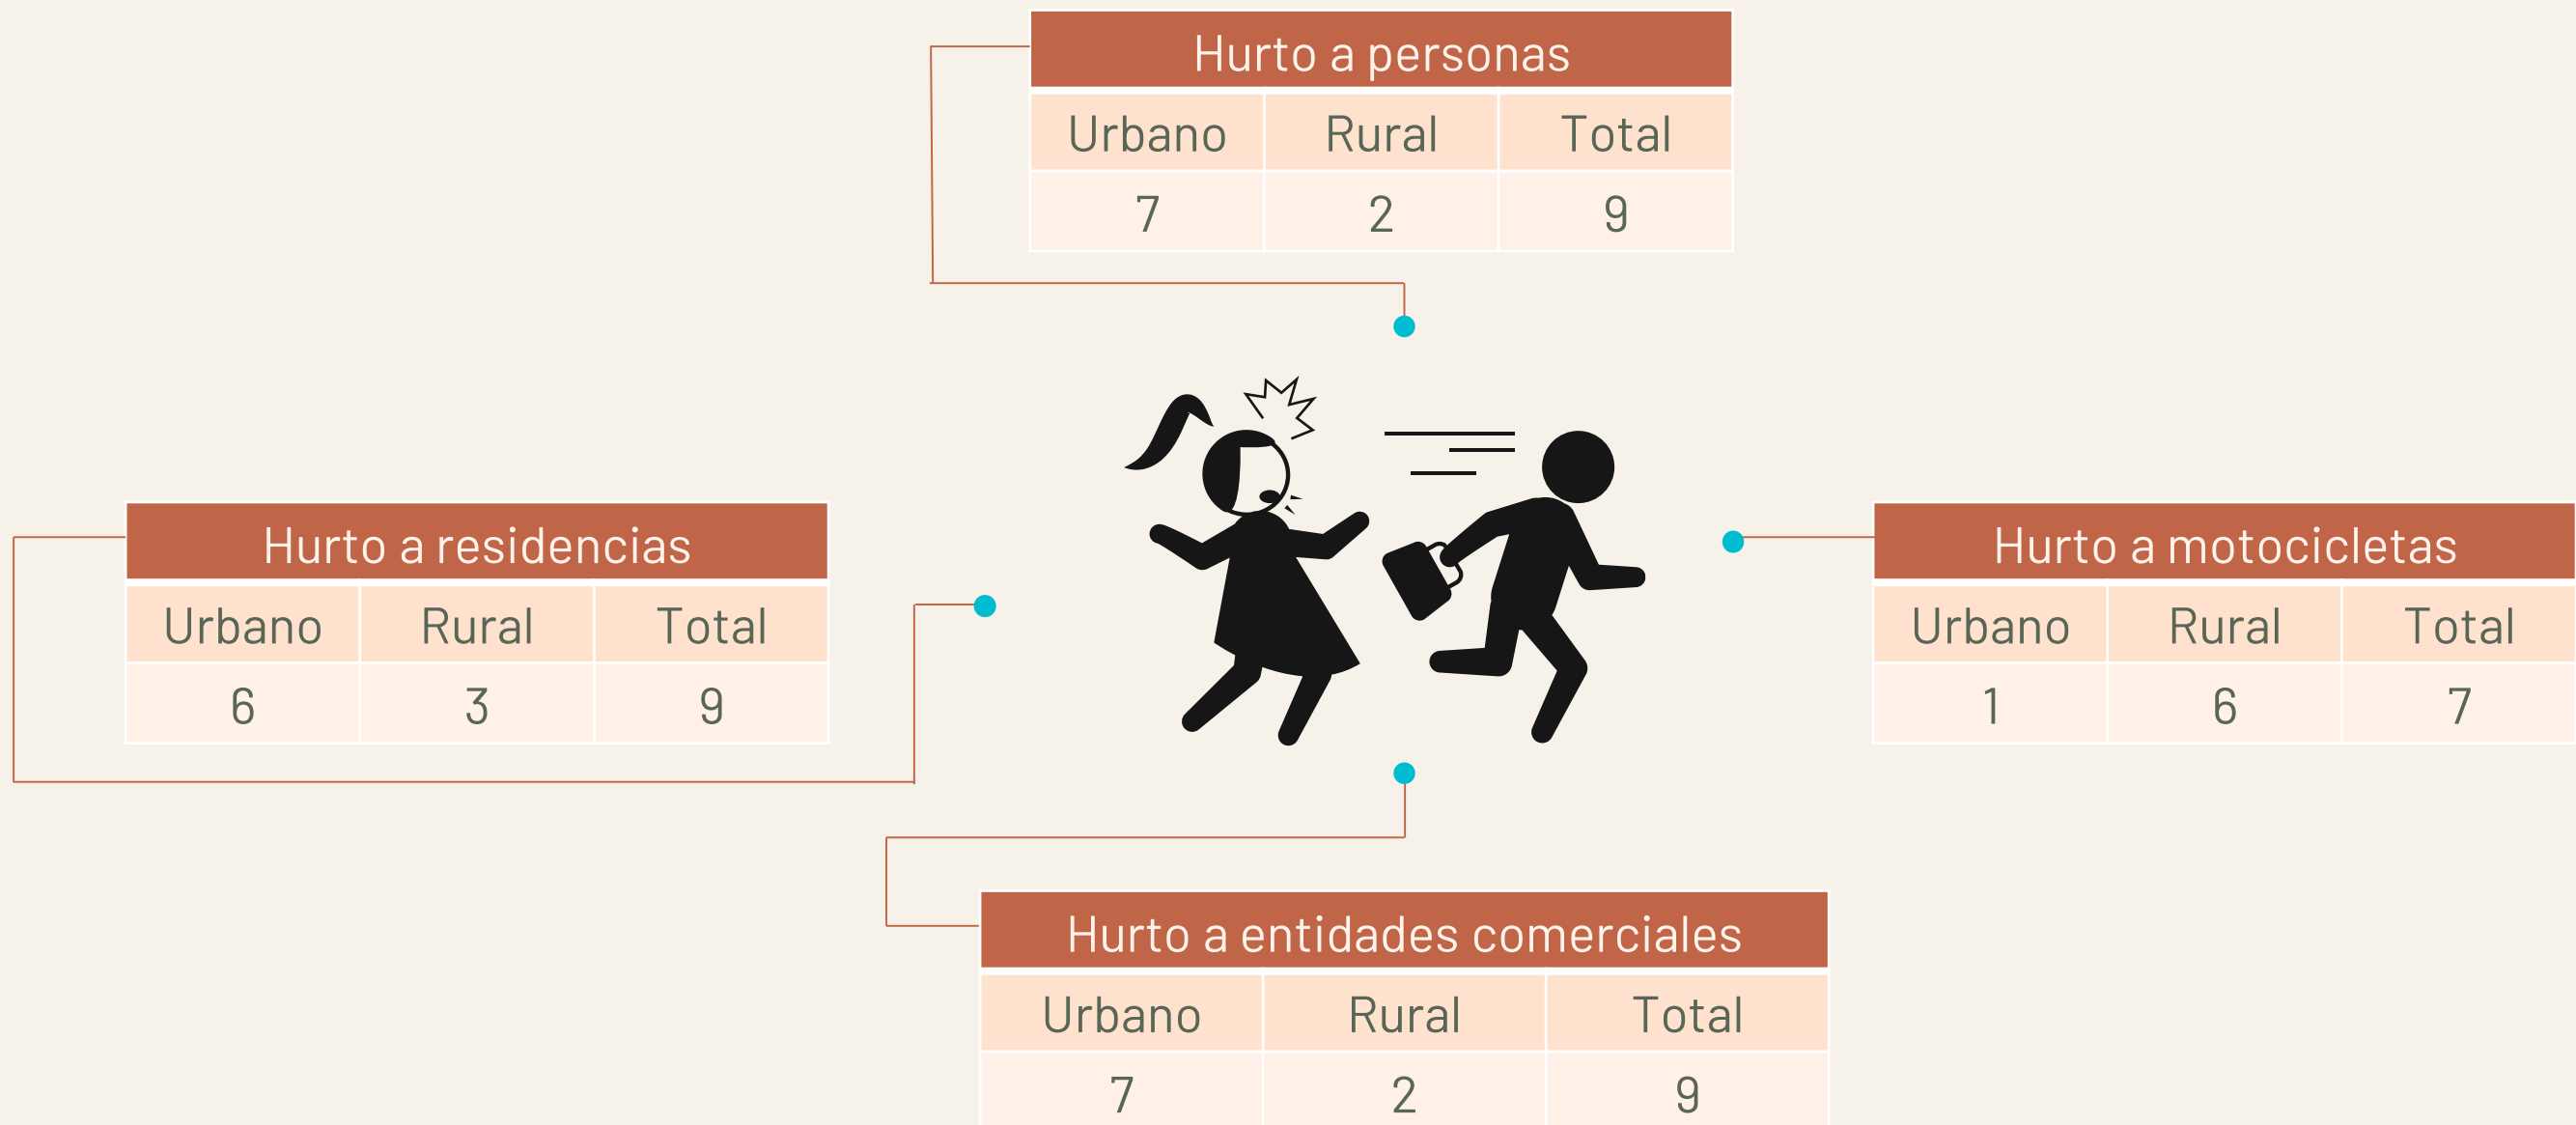 Hurto a personas
Urbano Rural Total
7 2 9
Hurto a residencias
Urbano Rural Total
6 3 9
Hurto a motocicletas
Urbano Rural Total
1 6 7
Hurto a entidades comerciales
Urbano Rural Total
7 2 9